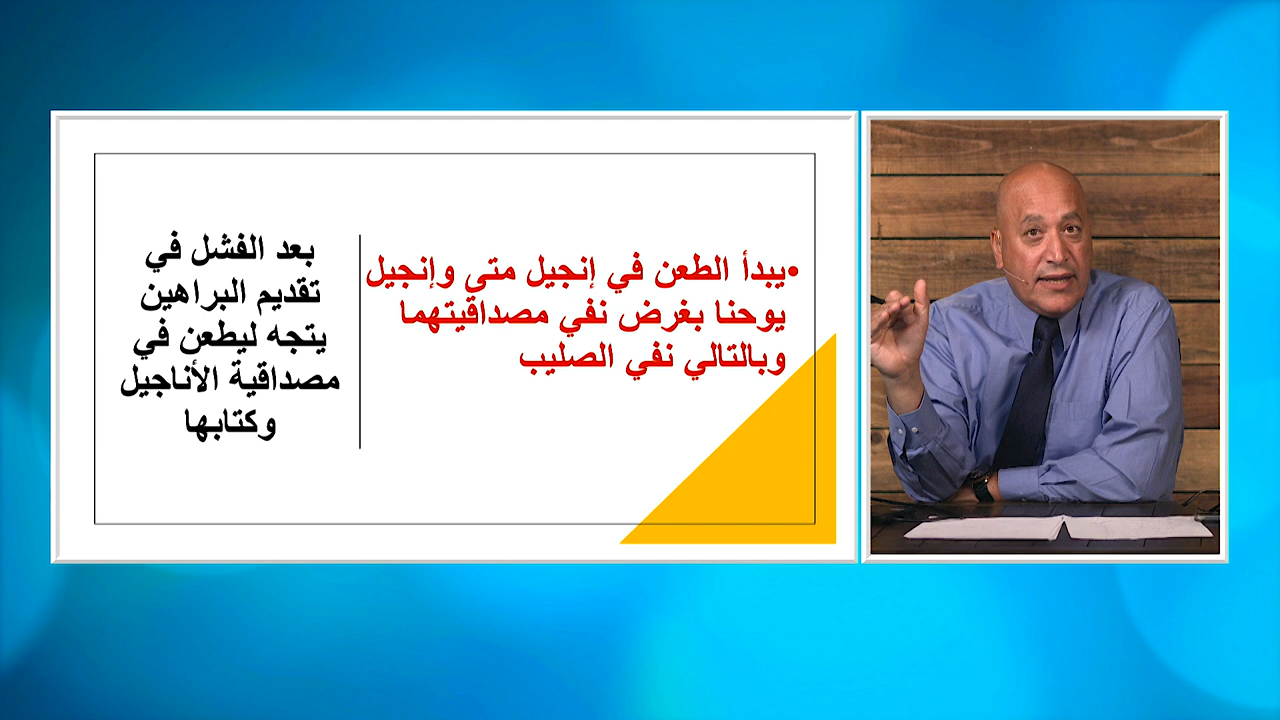 •يبدأ الطعن في إنجيل متى وإنجيل
يوحنا بغرض نفي مصداقيتهما
وبالتالي نفي الصليب
بعد الفشل في
تقديم البراهين
يتجه ليطعن في
مصداقية الأناجيل
وكتابها